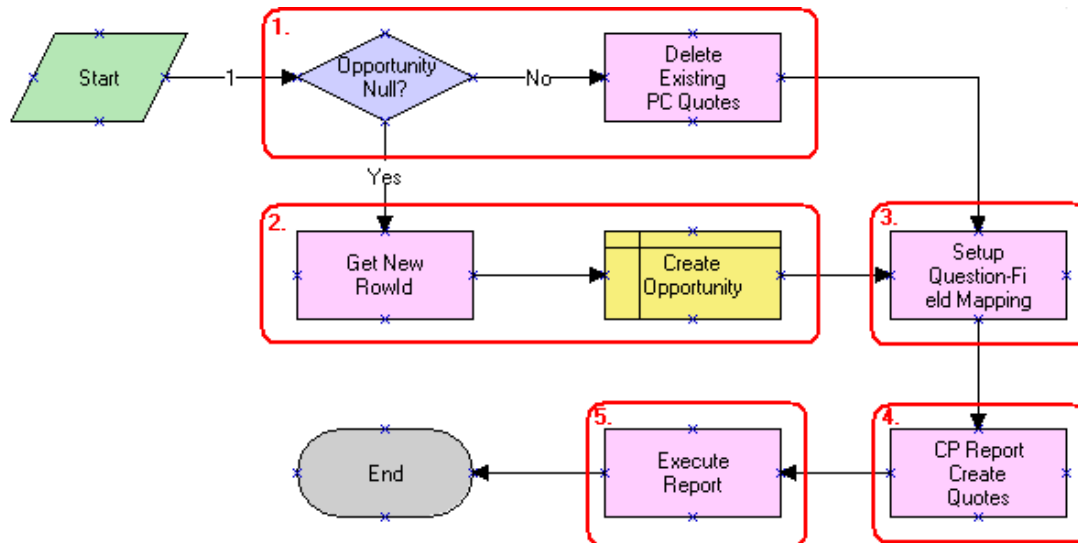 1.
Start
1
Opportunity
Null?
No
Delete
Existing
PC Quotes
Yes
2.
Get New
RowId
Create
Opportunity
3.
Setup
Question-Fi
eld Mapping
End
5.
Execute
Report
4.
CP Report
Create
Quotes